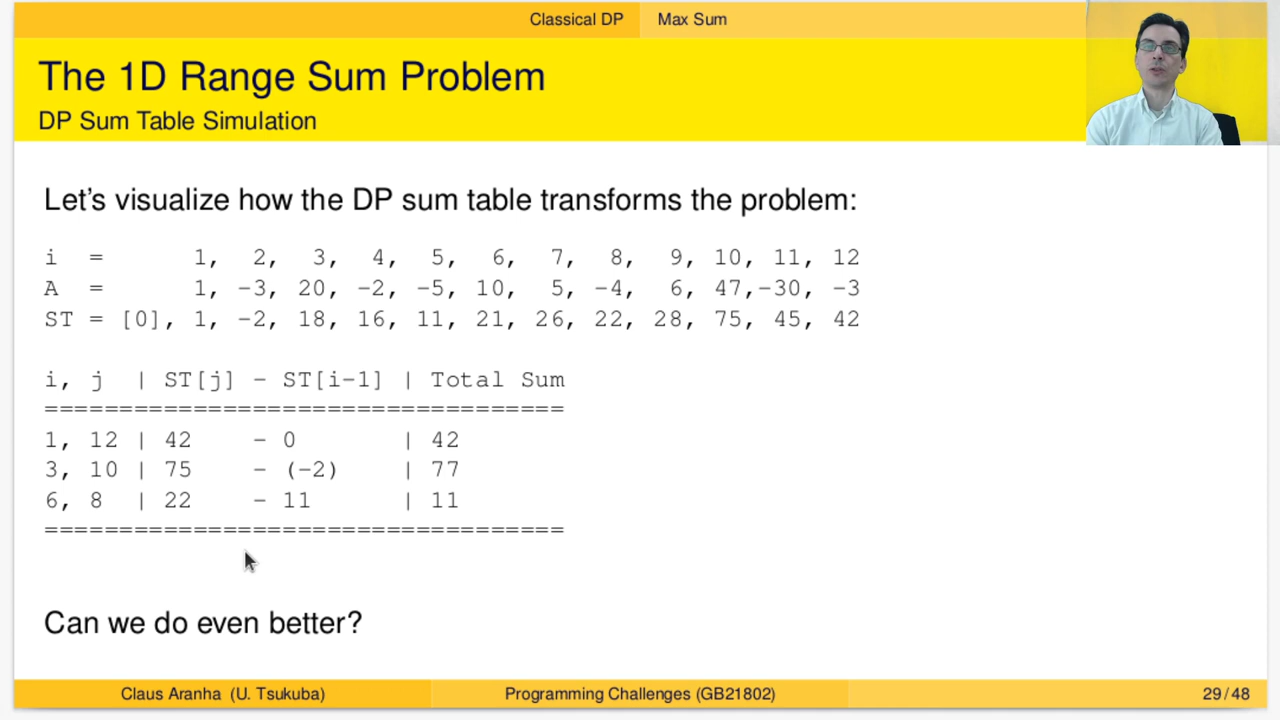 Classical DP Max Sum
The 1D Range Sum Problem
DP Sum Table Simulation
Let's visualize how the DP sum table transforms the problem:
i = 1, 2, 3, 4, 5, 6, 7, 8, 9, 10, 11, 12
A = 1, -3, 20, -2, -5, 10, 5, -4, 6, 47,-30, -3
ST = [0], 1, -2, 18, 16, 11, 21, 26, 22, 28, 75, 45, 42
i, j | ST[j] - ST[i-1] | Total Sum
===================================
1, 12 | 42 - 0 | 42
3, 10 | 75 - (-2) | 77
6, 8 | 22 - 11 | 11
===================================
Can we do even better?
Claus Aranha (U. Tsukuba) Programming Challenges (GB21802) 29 / 48